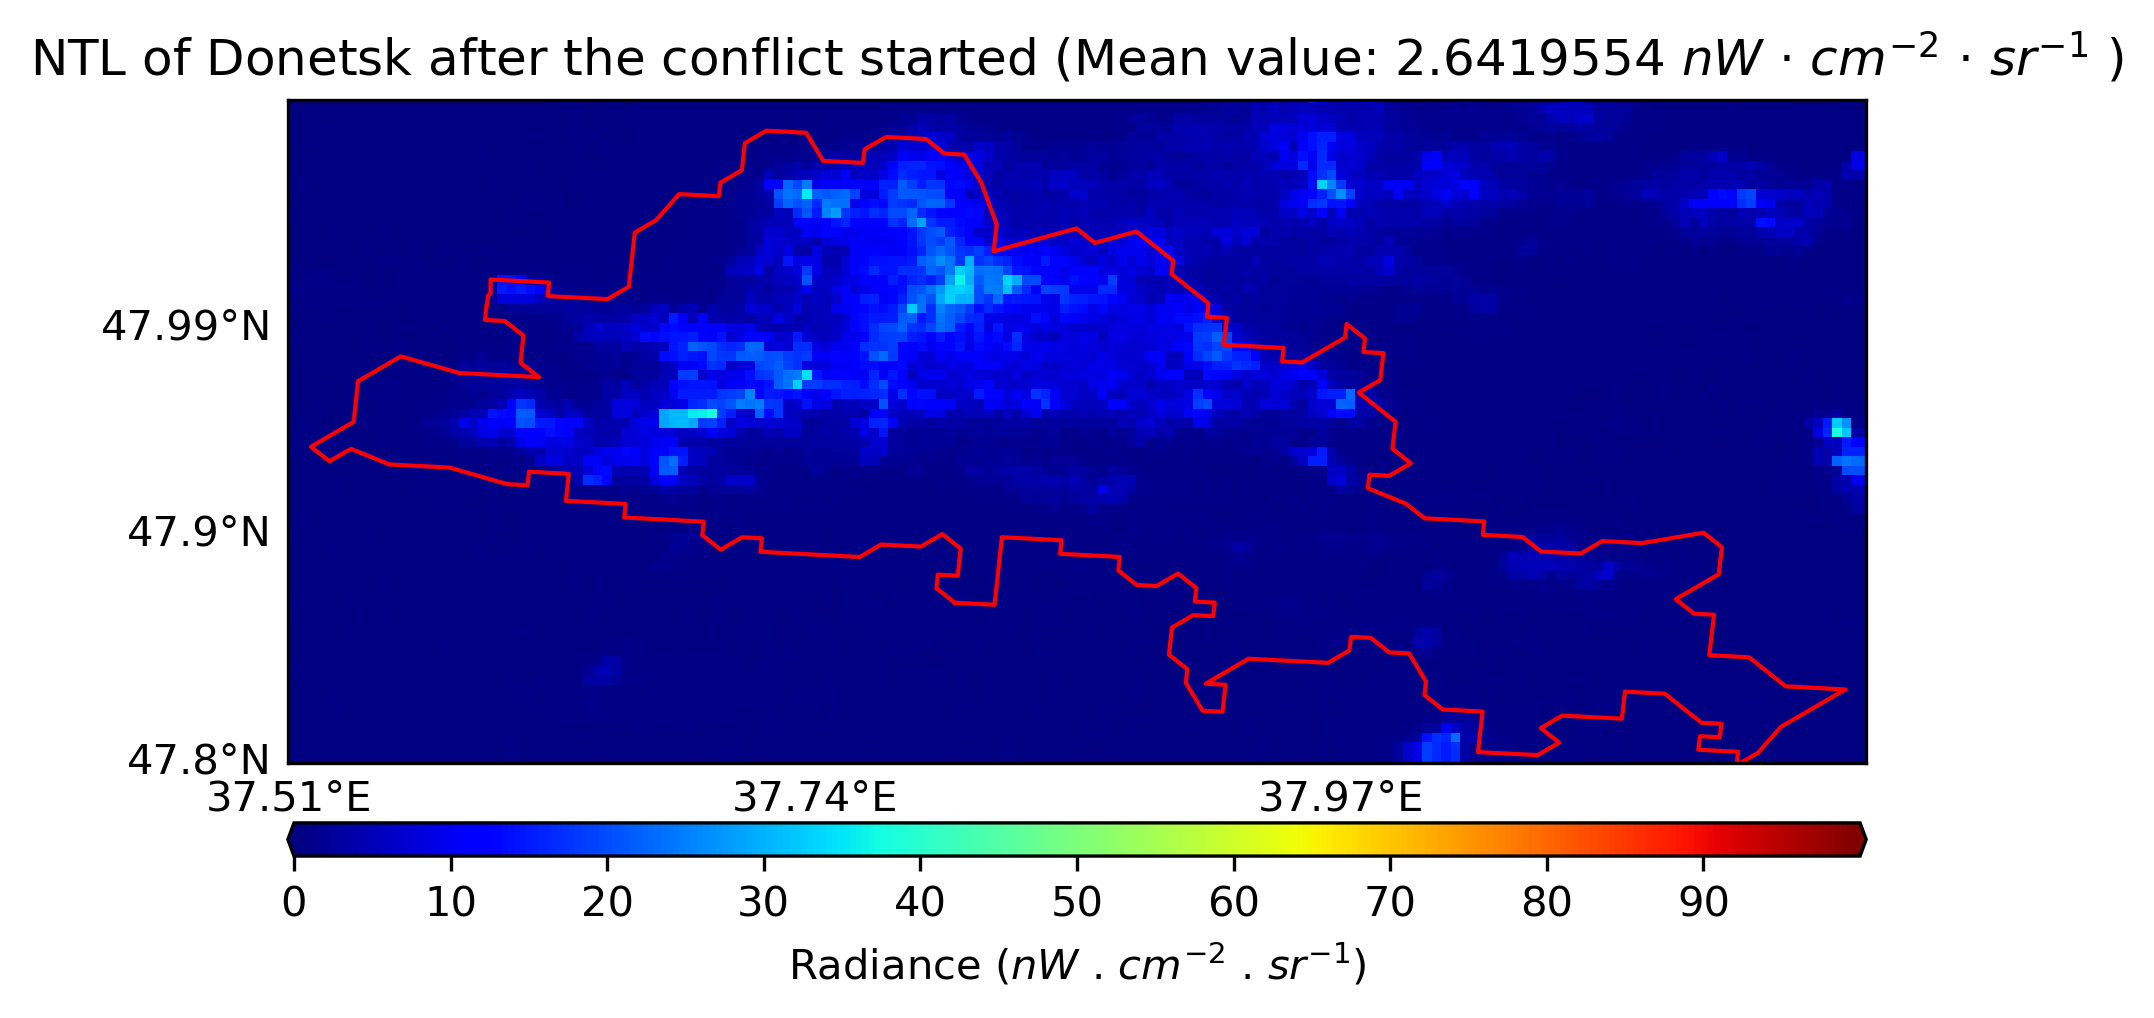 NTL of Donetsk after the conflict started (Mean value: 2.6419554 nW · cm⁻² · sr⁻¹ )
47.99°N
47.9°N
47.8°N
37.51°E 37.74°E 37.97°E
0 10 20 30 40 50 60 70 80 90
Radiance (nW . cm⁻² . sr⁻¹)